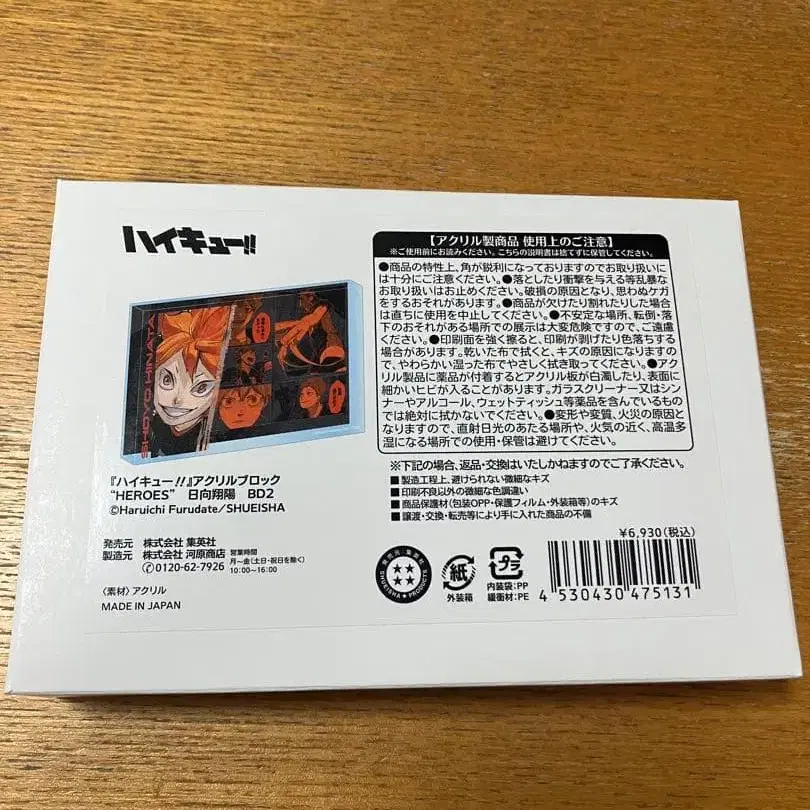 ハイキュー!!
SHOYO HINATA
『ハイキュー!!』アクリルブロック
"HEROES" 日向翔陽 BD2
©Haruichi Furudate/SHUEISHA
発売元 株式会社 集英社
製造元 株式会社 河原商店
✆0120-62-7926
営業時間
月〜金(土日・祝日を除く)
10:00〜16:00
〈素材〉アクリル
MADE IN JAPAN
【アクリル製商品 使用上のご注意】
※ご使用前にお読みください。こちらの説明書は捨てずに保管してください。
●商品の特性上、角が鋭利になっておりますのでお取り扱いには
は十分にご注意ください。●落としたり衝撃を与える等乱暴な
お取り扱いはお止めください。破損の原因となり、思わぬケガ
をするおそれがあります。●商品が欠けたり割れたりした場合
は直ちに使用を中止してください。●不安定な場所、転倒・落
下のおそれがある場所での展示は大変危険ですので、ご遠慮
ください。●印刷面を強く擦ると、印刷が剥げたり色落ちする
場合があります。乾いた布で拭くと、キズの原因になりますの
で、やわらかい湿った布でやさしく拭き取ってください。●アク
リル製品に薬品が付着するとアクリル板が白濁したり、表面に
細かいヒビが入ることがあります。ガラスクリーナー又はシン
ナーやアルコール、ウェットティッシュ等薬品を含んでいるもの
では絶対に拭かないでください。●変形や変質、火災の原因と
なりますので、直射日光のあたる場所や、火気の近く、高温多
湿になる場所での使用・保管は避けてください。
※下記の場合、返品・交換はいたしかねますのでご了承ください。
■製造工程上、避けられない微細なキズ
■印刷不良以外の微細な色調違い
■商品保護材(包装OPP・保護フィルム・外装箱等)のキズ
■譲渡・交換・転売等により手に入れた商品の不備
¥6,930(税込)
発売元・集英社
SHUEISHA PRODUCTS
紙
外装箱
プラ
内装袋:PP
緩衝材:PE
4 530430 475131